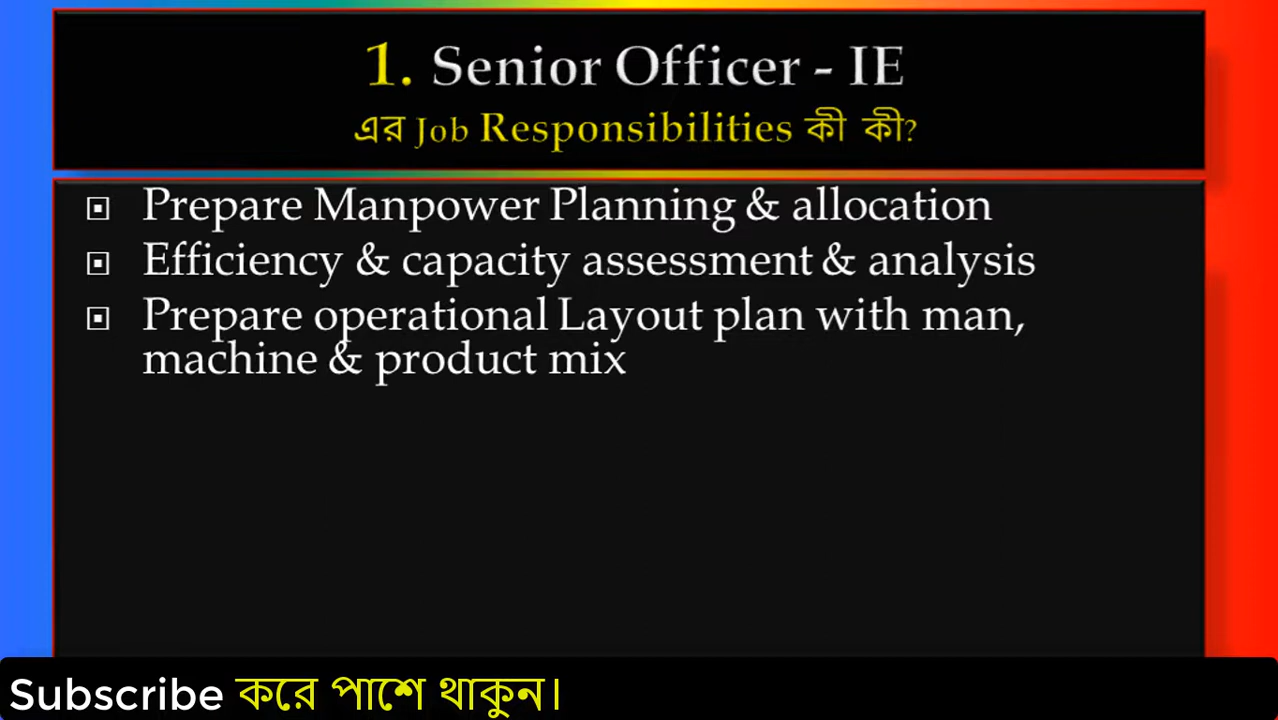 1. Senior Officer - IE
এর Job Responsibilities কী কী?
Prepare Manpower Planning & allocation
Efficiency & capacity assessment & analysis
Prepare operational Layout plan with man,
machine & product mix
Subscribe করে পাশে থাকুন।